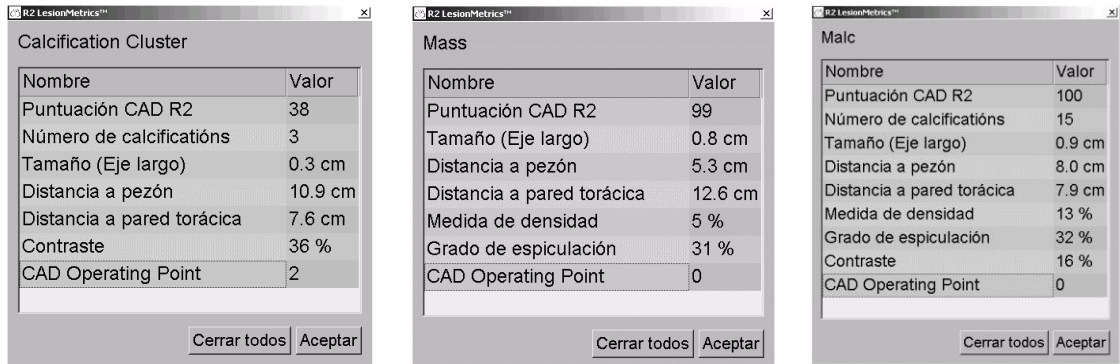 R2 LesionMetrics™
Calcification Cluster
Nombre Valor
Puntuación CAD R2 38
Número de calcificatións 3
Tamaño (Eje largo) 0.3 cm
Distancia a pezón 10.9 cm
Distancia a pared torácica 7.6 cm
Contraste 36 %
CAD Operating Point 2
Cerrar todos Aceptar
R2 LesionMetrics™
Mass
Nombre Valor
Puntuación CAD R2 99
Tamaño (Eje largo) 0.8 cm
Distancia a pezón 5.3 cm
Distancia a pared torácica 12.6 cm
Medida de densidad 5 %
Grado de espiculación 31 %
CAD Operating Point 0
Cerrar todos Aceptar
R2 LesionMetrics™
Malc
Nombre Valor
Puntuación CAD R2 100
Número de calcificatións 15
Tamaño (Eje largo) 0.9 cm
Distancia a pezón 8.0 cm
Distancia a pared torácica 7.9 cm
Medida de densidad 13 %
Grado de espiculación 32 %
Contraste 16 %
CAD Operating Point 0
Cerrar todos Aceptar